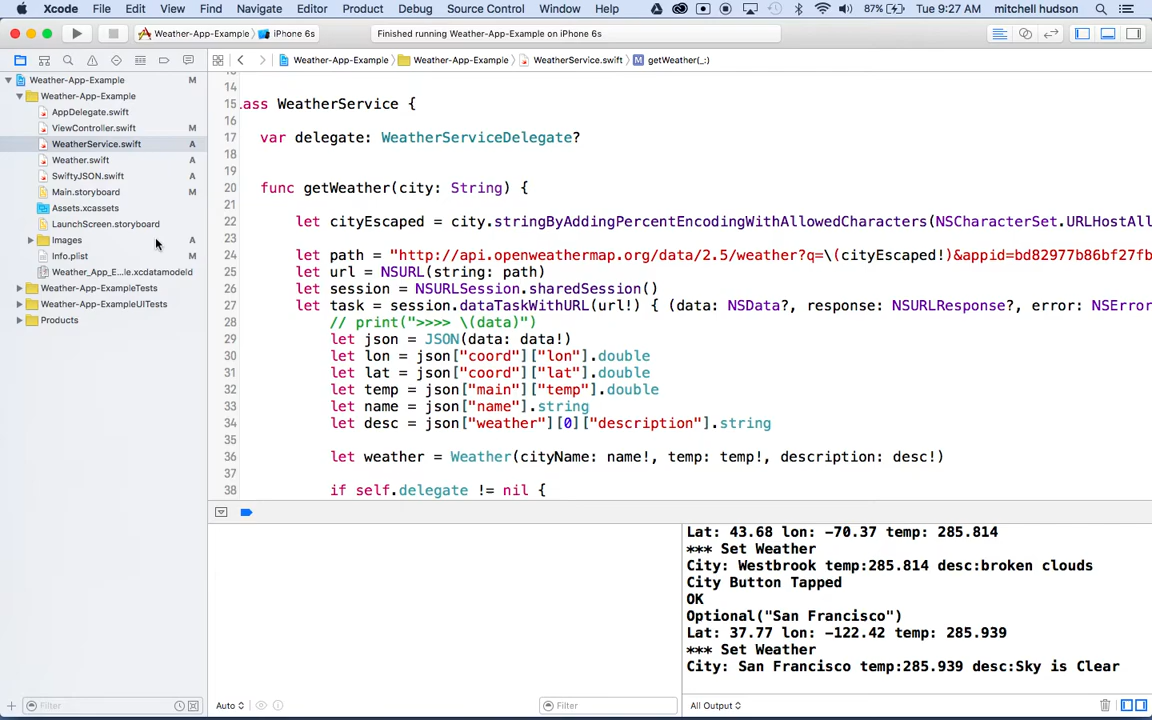 Xcode File Edit View Find Navigate Editor Product Debug Source Control Window Help 87% Tue 9:27 AM mitchell hudson
Weather-App-Example iPhone 6s Finished running Weather-App-Example on iPhone 6s
Weather-App-Example Weather-App-Example WeatherService.swift M getWeather(_:)
Weather-App-Example M
Weather-App-Example
AppDelegate.swift
ViewController.swift M
WeatherService.swift A
Weather.swift A
SwiftyJSON.swift A
Main.storyboard M
Assets.xcassets
LaunchScreen.storyboard
Images A
Info.plist M
Weather_App_E...le.xcdatamodeld
Weather-App-ExampleTests
Weather-App-ExampleUITests
Products
14
15 ass WeatherService {
16
17 var delegate: WeatherServiceDelegate?
18
19
20 func getWeather(city: String) {
21
22 let cityEscaped = city.stringByAddingPercentEncodingWithAllowedCharacters(NSCharacterSet.URLHostAll
23
24 let path = "http://api.openweathermap.org/data/2.5/weather?q=\(cityEscaped!)&appid=bd82977b86bf27fb
25 let url = NSURL(string: path)
26 let session = NSURLSession.sharedSession()
27 let task = session.dataTaskWithURL(url!) { (data: NSData?, response: NSURLResponse?, error: NSError
28 // print(">>>> \(data)")
29 let json = JSON(data: data!)
30 let lon = json["coord"]["lon"].double
31 let lat = json["coord"]["lat"].double
32 let temp = json["main"]["temp"].double
33 let name = json["name"].string
34 let desc = json["weather"][0]["description"].string
35
36 let weather = Weather(cityName: name!, temp: temp!, description: desc!)
37
38 if self.delegate != nil {
Lat: 43.68 lon: -70.37 temp: 285.814
*** Set Weather
City: Westbrook temp:285.814 desc:broken clouds
City Button Tapped
OK
Optional("San Francisco")
Lat: 37.77 lon: -122.42 temp: 285.939
*** Set Weather
City: San Francisco temp:285.939 desc:Sky is Clear
Filter Auto Filter All Output